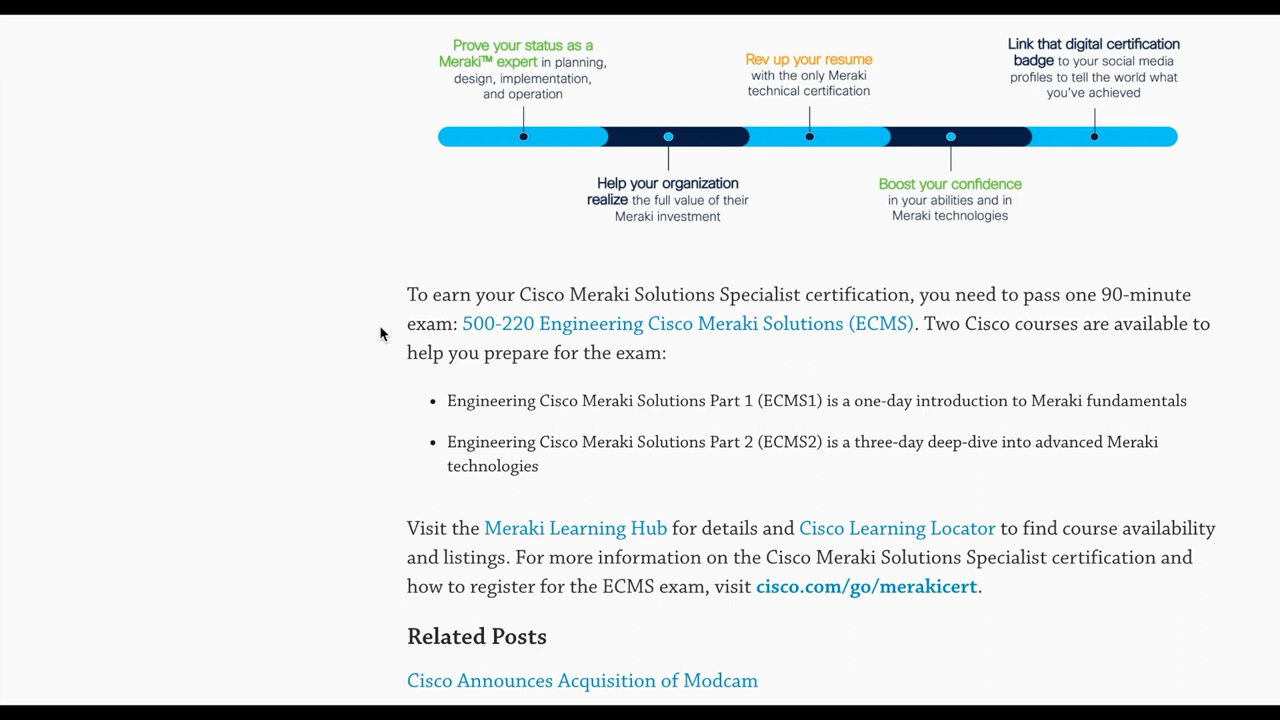 Prove your status as a
Meraki™ expert in planning,
design, implementation,
and operation
Rev up your resume
with the only Meraki
technical certification
Link that digital certification
badge to your social media
profiles to tell the world what
you've achieved
Help your organization
realize the full value of their
Meraki investment
Boost your confidence
in your abilities and in
Meraki technologies
To earn your Cisco Meraki Solutions Specialist certification, you need to pass one 90-minute
exam: 500-220 Engineering Cisco Meraki Solutions (ECMS). Two Cisco courses are available to
help you prepare for the exam:
• Engineering Cisco Meraki Solutions Part 1 (ECMS1) is a one-day introduction to Meraki fundamentals
• Engineering Cisco Meraki Solutions Part 2 (ECMS2) is a three-day deep-dive into advanced Meraki
technologies
Visit the Meraki Learning Hub for details and Cisco Learning Locator to find course availability
and listings. For more information on the Cisco Meraki Solutions Specialist certification and
how to register for the ECMS exam, visit cisco.com/go/merakicert.
Related Posts
Cisco Announces Acquisition of Modcam